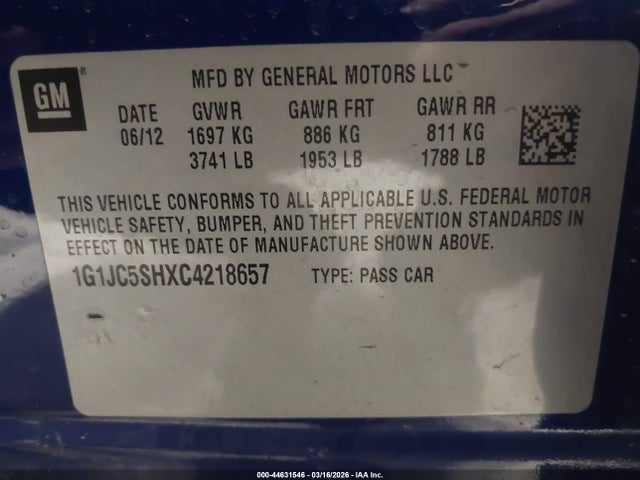 GM ®
MFD BY GENERAL MOTORS LLC
DATE GVWR GAWR FRT GAWR RR
06/12 1697 KG 886 KG 811 KG
3741 LB 1953 LB 1788 LB
THIS VEHICLE CONFORMS TO ALL APPLICABLE U.S. FEDERAL MOTOR
VEHICLE SAFETY, BUMPER, AND THEFT PREVENTION STANDARDS IN
EFFECT ON THE DATE OF MANUFACTURE SHOWN ABOVE.
1G1JC5SHXC4218657 TYPE: PASS CAR
-
000-44631546 - 03/16/2026 - IAA Inc.